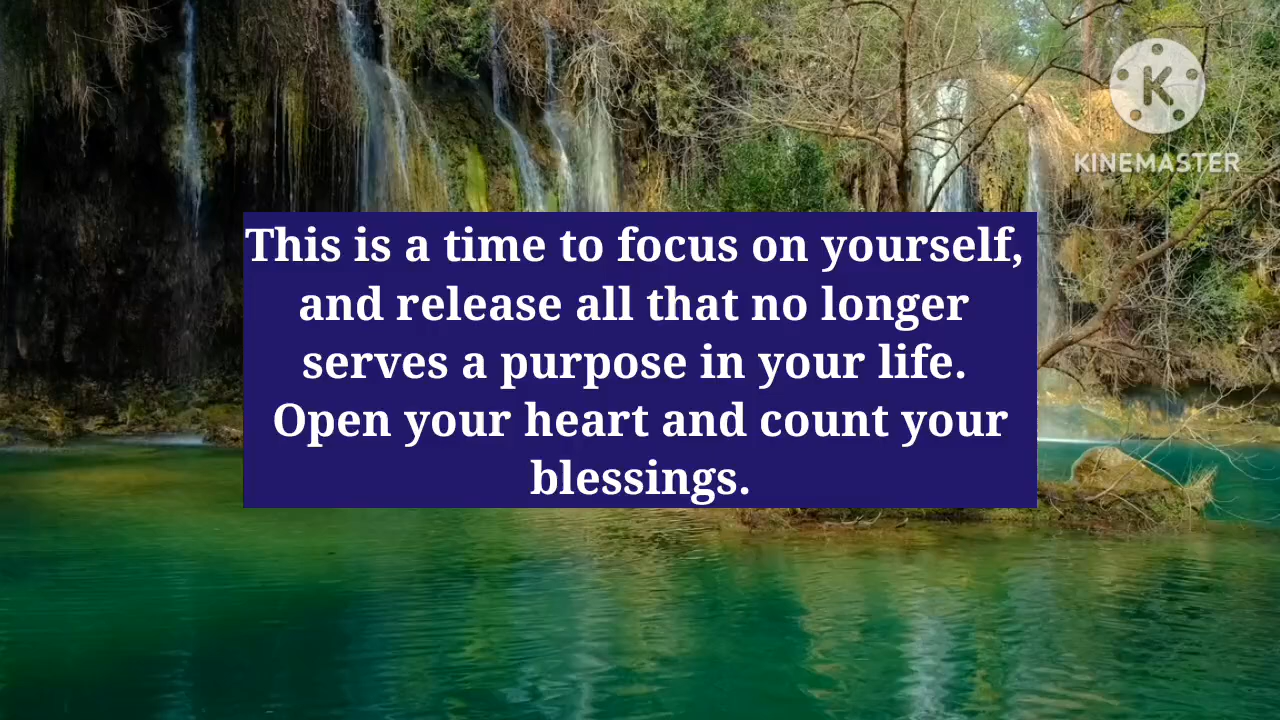 K
KINEMASTER
This is a time to focus on yourself,
and release all that no longer
serves a purpose in your life.
Open your heart and count your
blessings.